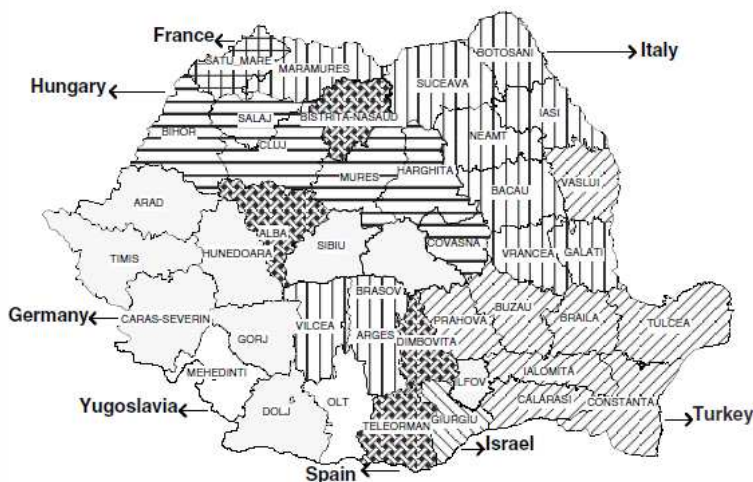 France
SATU_MARE
BOTOSANI
Italy
MARAMURES
SUCEAVA
Hungary
IASI
SALAJ
BISTRITA-NASAUD
BIHOR
NEAMT
CLUJ
HARGHITA
MURES
VASLUI
BACAU
ARAD
ALBA
SIBIU
COVASNA
TIMIS
HUNEDOARA
VRANCEA
GALATI
BRASOV
BUZAU
Germany
CARAS-SEVERIN
VILCEA
PRAHOVA
BRAILA
TULCEA
GORJ
ARGES
DIMBOVITA
MEHEDINTI
ILFOV
IALOMITA
OLT
CALARASI
CONSTANTA
Yugoslavia
DOLJ
TELEORMAN
GIURGIU
Turkey
Israel
Spain